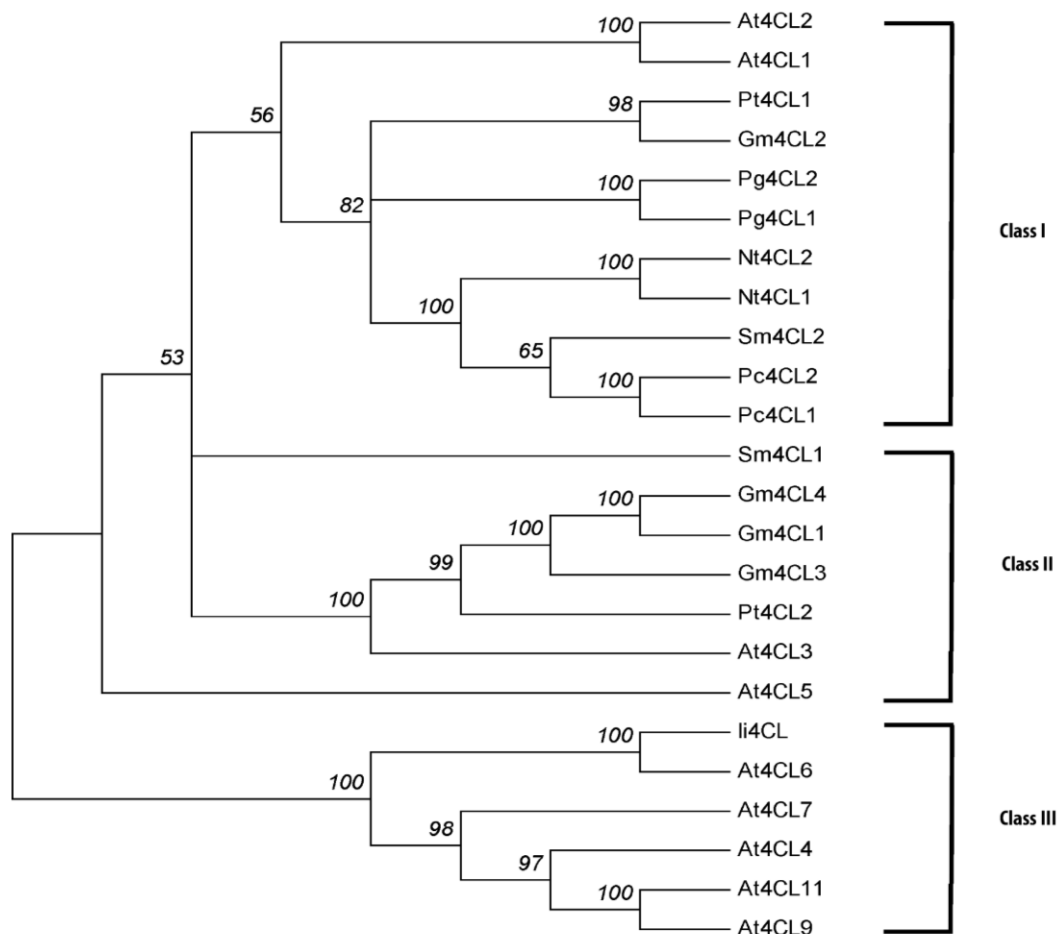 100
At4CL2
At4CL1
98
Pt4CL1
56
Gm4CL2
100
Pg4CL2
82
Pg4CL1
Class I
100
Nt4CL2
100
Nt4CL1
65
Sm4CL2
53
100
Pc4CL2
Pc4CL1
Sm4CL1
100
Gm4CL4
100
Gm4CL1
99
Gm4CL3
Class II
100
Pt4CL2
At4CL3
At4CL5
100
Ii4CL
100
At4CL6
98
At4CL7
Class III
97
At4CL4
100
At4CL11
At4CL9